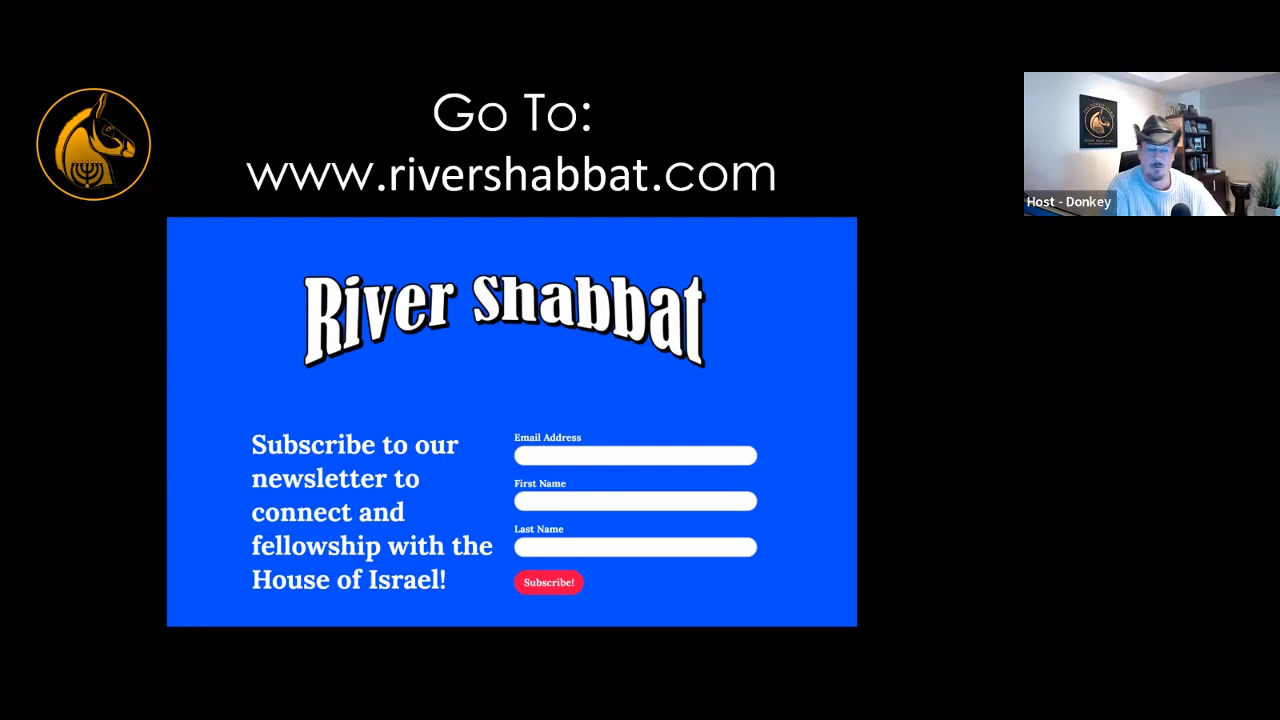 Go To:
www.rivershabbat.com
Host - Donkey
River Shabbat
Subscribe to our
newsletter to
connect and
fellowship with the
House of Israel!
Email Address
First Name
Last Name
Subscribe!